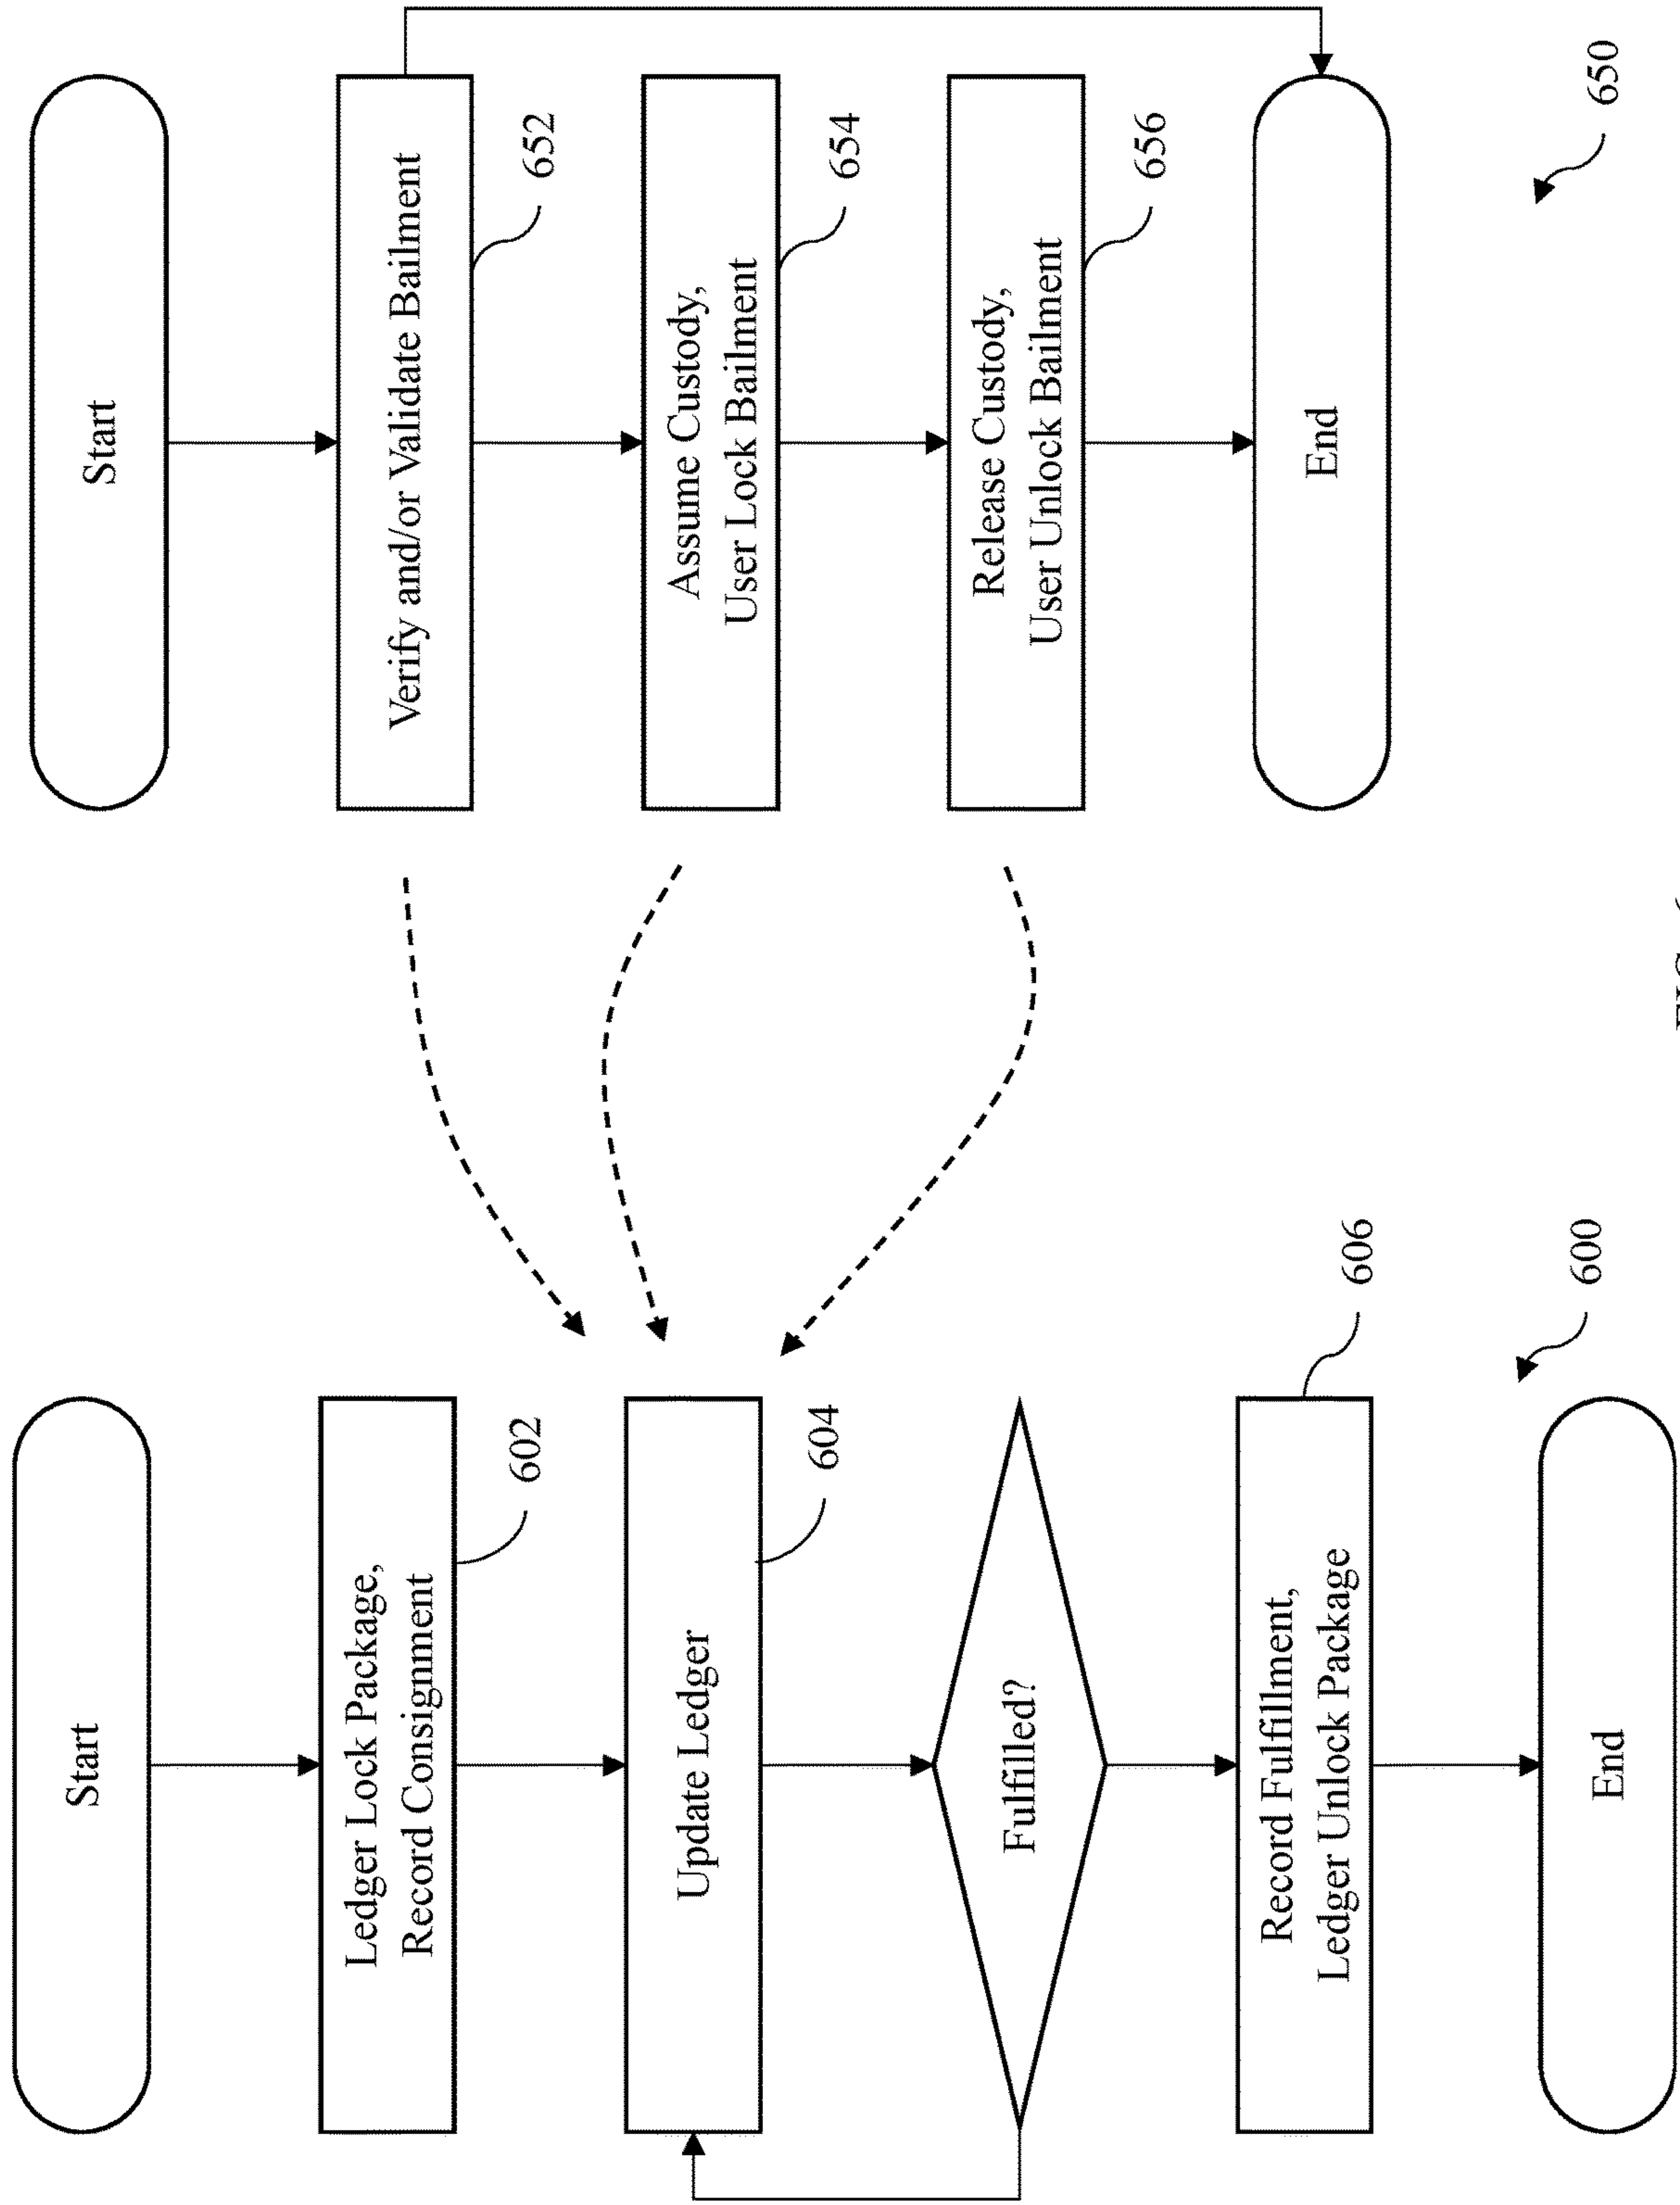 Start
Ledger Lock Package,
Record Consignment
602
Update Ledger
604
Fulfilled?
Record Fulfillment,
Ledger Unlock Package
606
End
600
Start
Verify and/or Validate Bailment
652
Assume Custody,
User Lock Bailment
654
Release Custody,
User Unlock Bailment
656
End
650